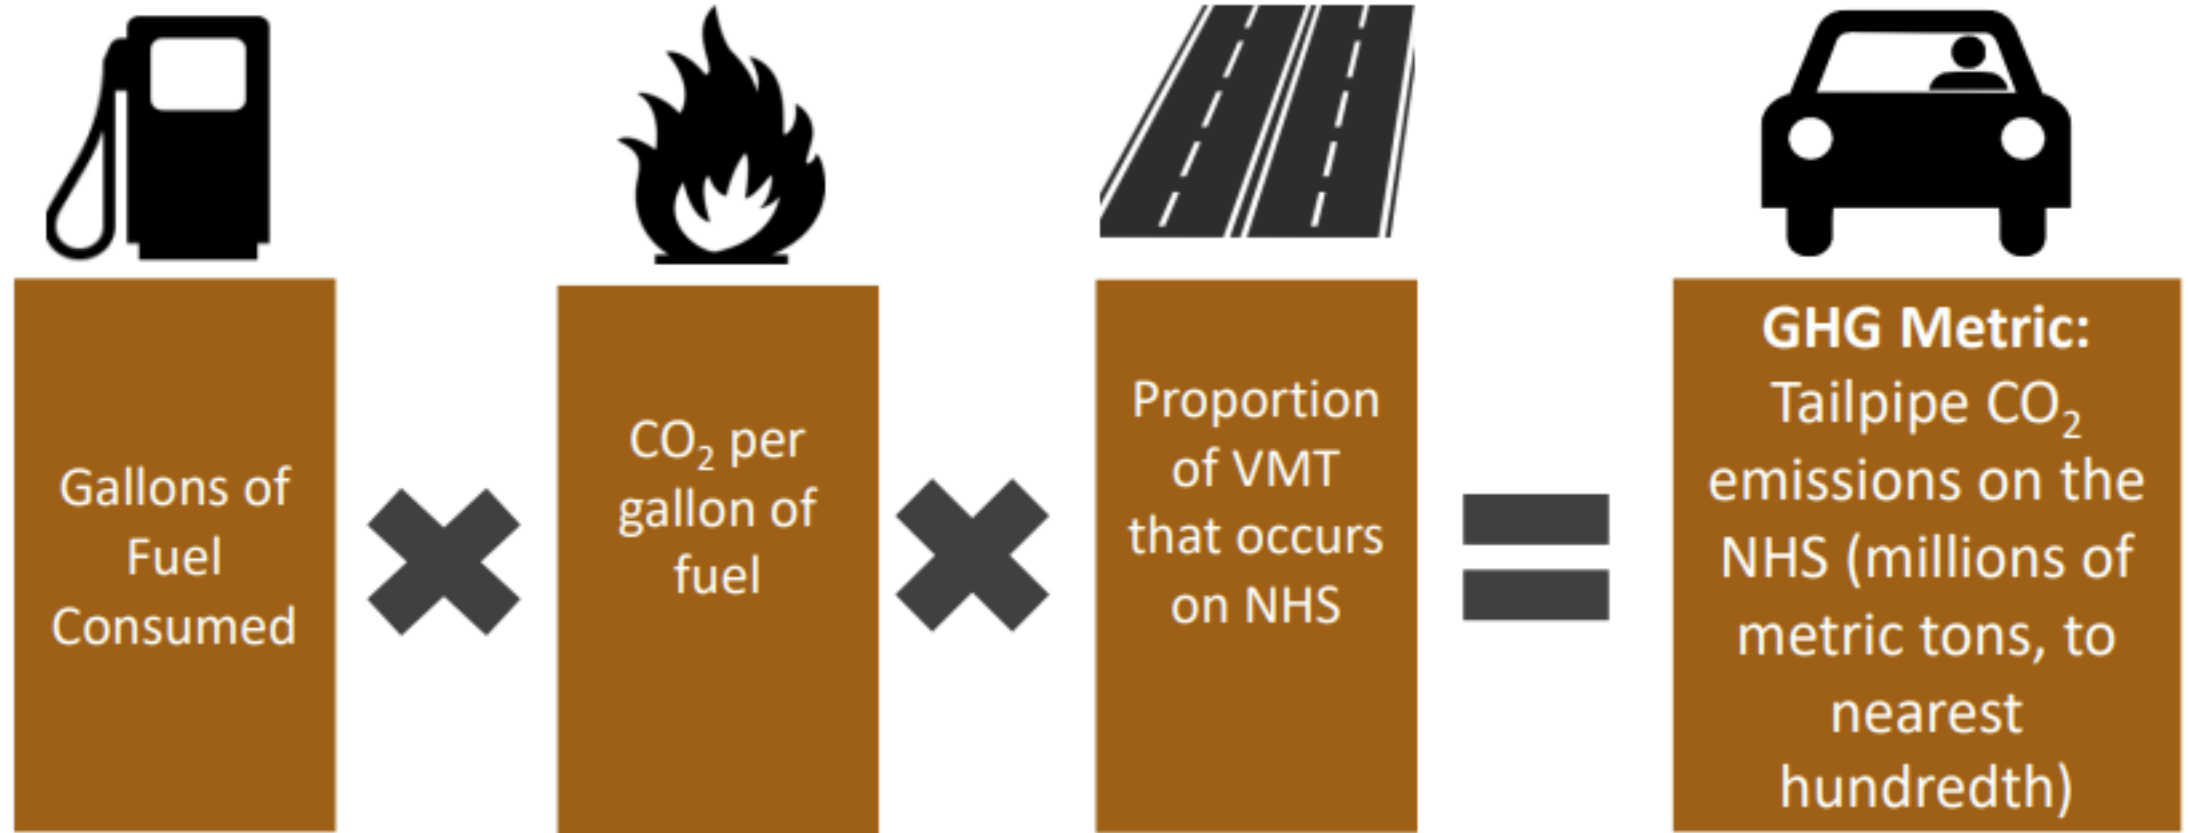 Gallons of
Fuel
Consumed
CO₂ per
gallon of
fuel
Proportion
of VMT
that occurs
on NHS
GHG Metric:
Tailpipe CO₂
emissions on the
NHS (millions of
metric tons, to
nearest
hundredth)